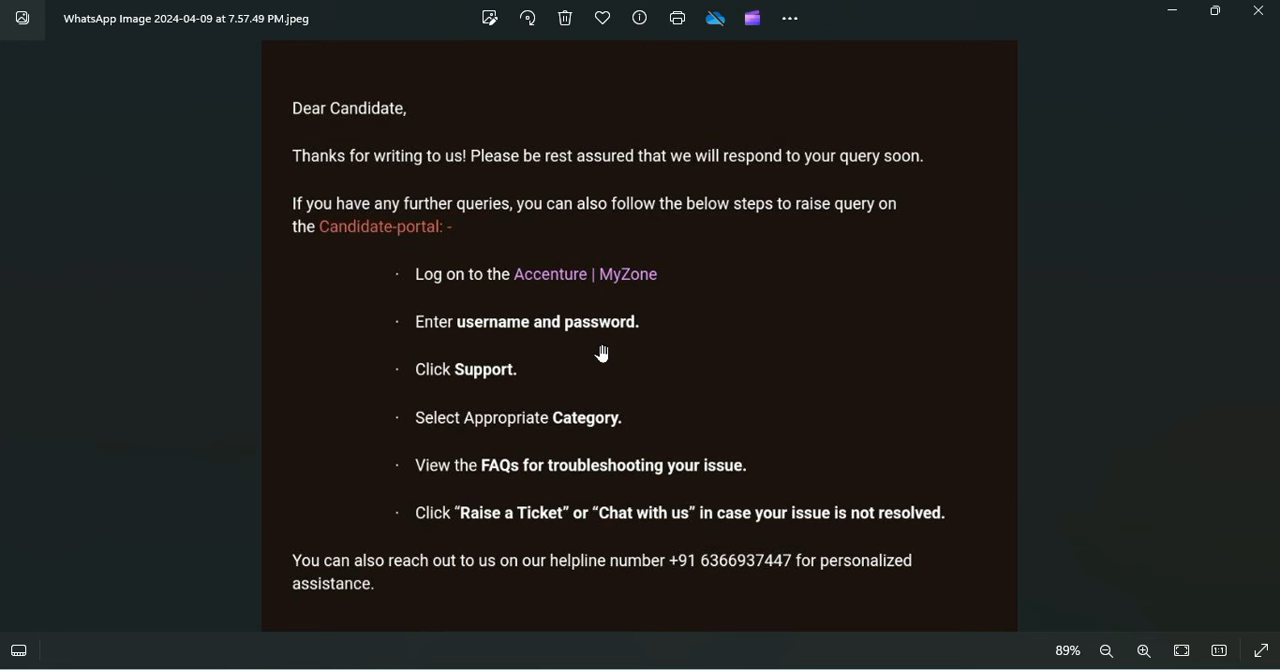 WhatsApp Image 2024-04-09 at 7.57.49 PM.jpeg
Dear Candidate,
Thanks for writing to us! Please be rest assured that we will respond to your query soon.
If you have any further queries, you can also follow the below steps to raise query on
the Candidate-portal: -
· Log on to the Accenture | MyZone
· Enter username and password.
· Click Support.
· Select Appropriate Category.
· View the FAQs for troubleshooting your issue.
· Click “Raise a Ticket” or “Chat with us” in case your issue is not resolved.
You can also reach out to us on our helpline number +91 6366937447 for personalized
assistance.
89%
1:1